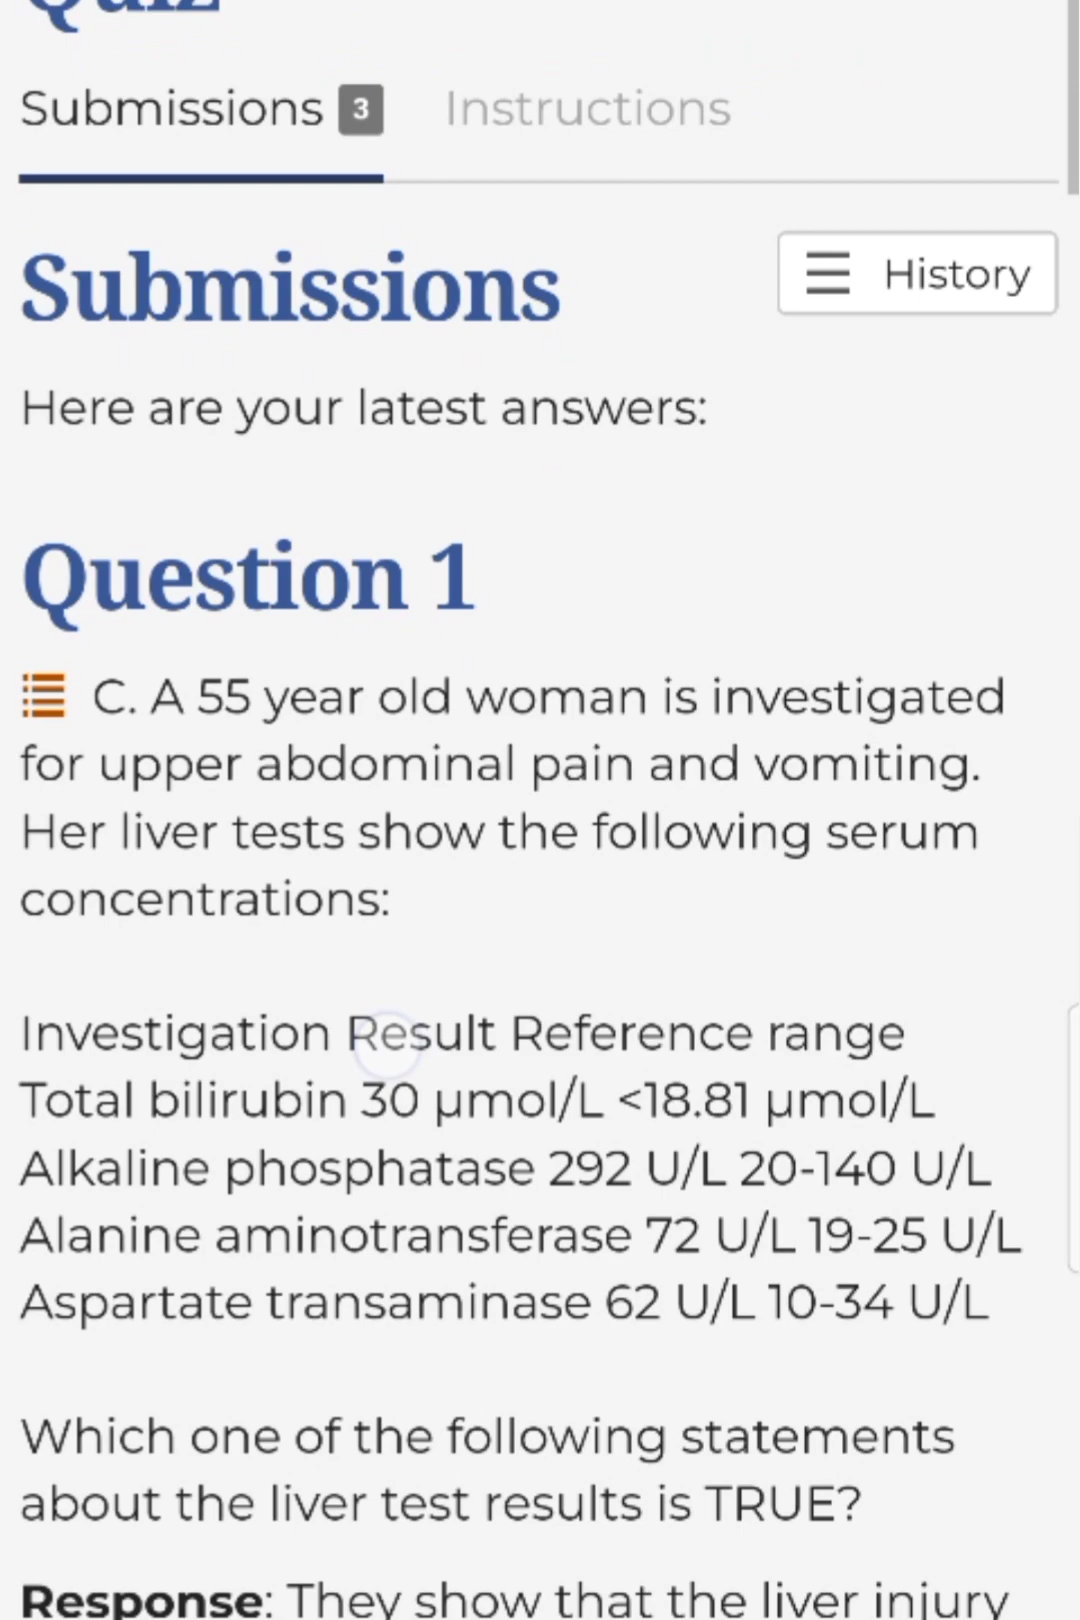 Quiz
Submissions 3 Instructions
Submissions
History
Here are your latest answers:
Question 1
C. A 55 year old woman is investigated
for upper abdominal pain and vomiting.
Her liver tests show the following serum
concentrations:
Investigation Result Reference range
Total bilirubin 30 µmol/L <18.81 µmol/L
Alkaline phosphatase 292 U/L 20-140 U/L
Alanine aminotransferase 72 U/L 19-25 U/L
Aspartate transaminase 62 U/L 10-34 U/L
Which one of the following statements
about the liver test results is TRUE?
Response: They show that the liver injury